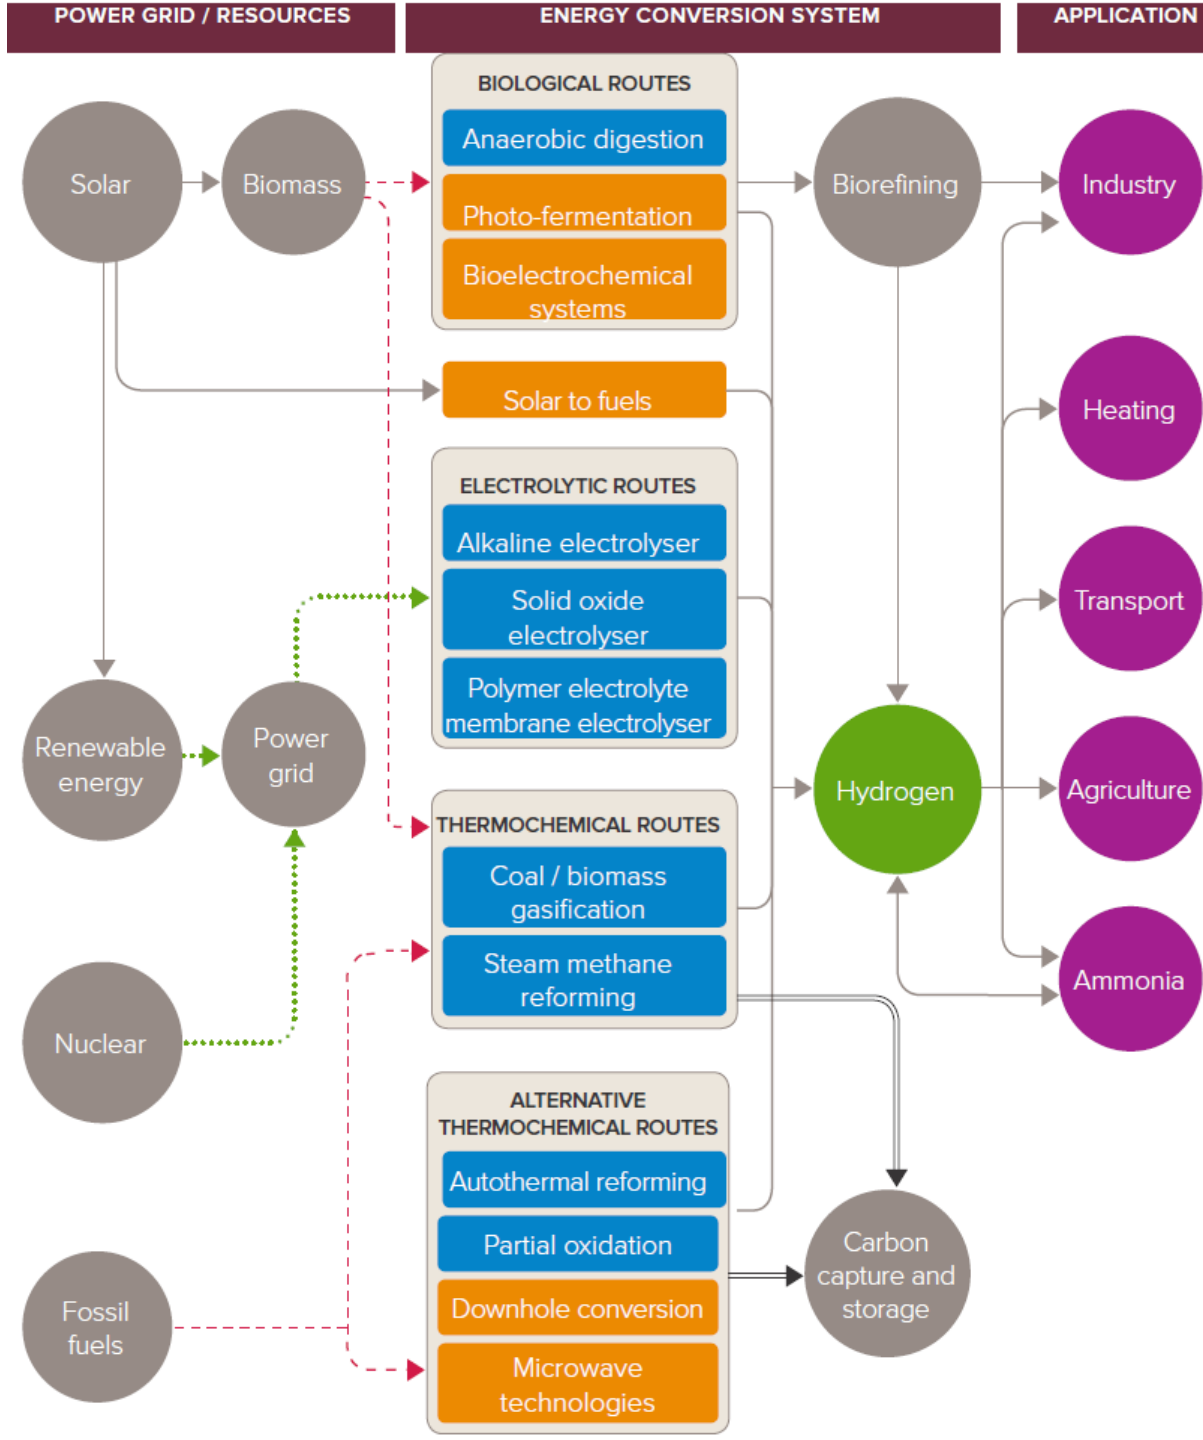 POWER GRID / RESOURCES
ENERGY CONVERSION SYSTEM
APPLICATION
BIOLOGICAL ROUTES
Anaerobic digestion
Photo-fermentation
Bioelectrochemical
systems
Solar
Biomass
Biorefining
Industry
Solar to fuels
Heating
ELECTROLYTIC ROUTES
Alkaline electrolyser
Solid oxide
electrolyser
Polymer electrolyte
membrane electrolyser
Transport
Renewable
energy
Power
grid
Hydrogen
Agriculture
THERMOCHEMICAL ROUTES
Coal / biomass
gasification
Steam methane
reforming
Ammonia
Nuclear
ALTERNATIVE
THERMOCHEMICAL ROUTES
Autothermal reforming
Partial oxidation
Downhole conversion
Microwave
technologies
Carbon
capture and
storage
Fossil
fuels